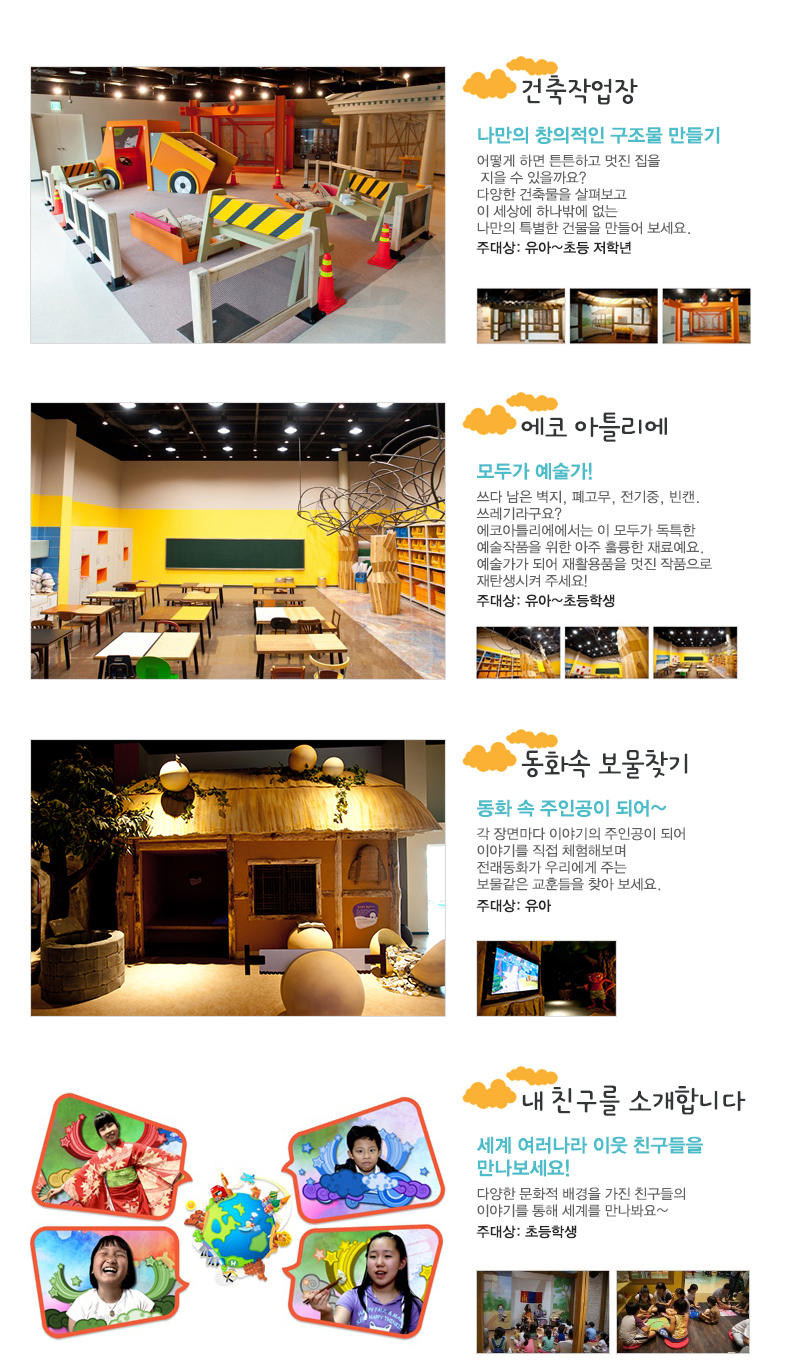 건축작업장
나만의 창의적인 구조물 만들기
어떻게 하면 튼튼하고 멋진 집을
지을 수 있을까요?
다양한 건축물을 살펴보고
이 세상에 하나밖에 없는
나만의 특별한 건물을 만들어 보세요.
주대상: 유아~초등 저학년
에코 아틀리에
모두가 예술가!
쓰다 남은 벽지, 폐고무, 전기중, 빈캔.
쓰레기라구요?
에코아틀리에에서는 이 모두가 독특한
예술작품을 위한 아주 훌륭한 재료예요.
예술가가 되어 재활용품을 멋진 작품으로
재탄생시켜 주세요!
주대상: 유아~초등학생
동화속 보물찾기
동화 속 주인공이 되어~
각 장면마다 이야기의 주인공이 되어
이야기를 직접 체험해보며
전래동화가 우리에게 주는
보물같은 교훈들을 찾아 보세요.
주대상: 유아
내 친구를 소개합니다
세계 여러나라 이웃 친구들을
만나보세요!
다양한 문화적 배경을 가진 친구들의
이야기를 통해 세계를 만나봐요~
주대상: 초등학생